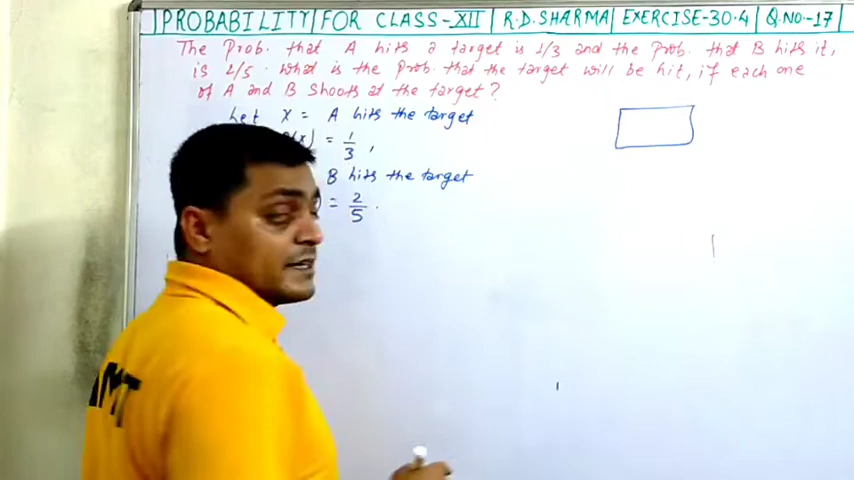 PROBABILITY FOR CLASS-XII | R.D.SHARMA | EXERCISE-30.4 | Q.NO.-17
The Prob. that A hits a target is 1/3 and the prob. that B hits it,
is 2/5. what is the prob. that the target will be hit, if each one
of A and B shoots at the target?
Let X = A hits the target
(X) = 1/3,
B hits the target
= 2/5.
AMT